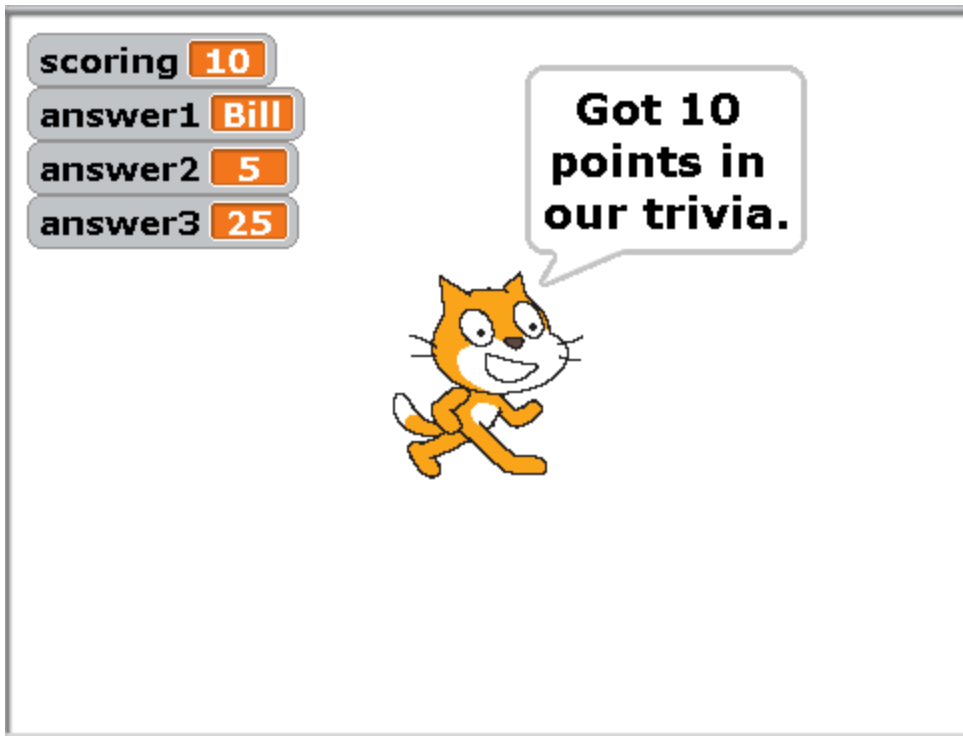 scoring 10
answer1 Bill
answer2 5
answer3 25
Got 10
points in
our trivia.